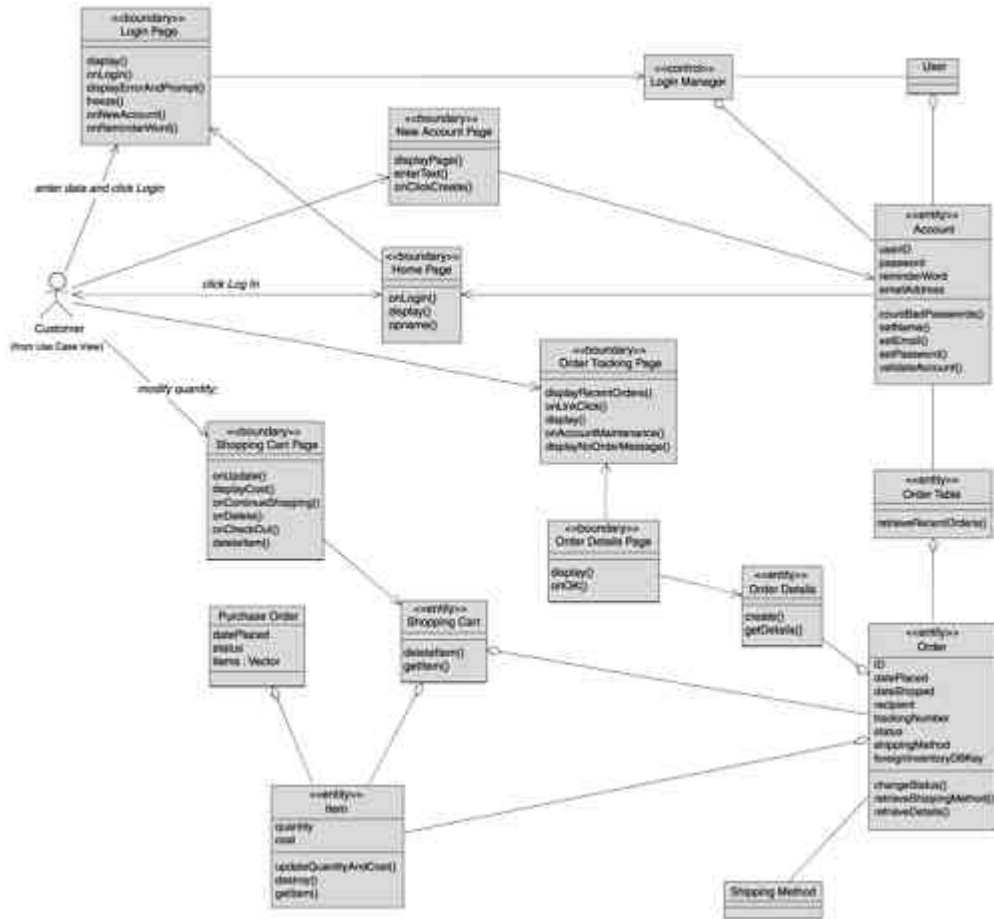 <<boundary>>
Login Page
display()
onLogin()
displayErrorAndPrompt()
freeze()
onNewAccount()
onReminderWord()
<<control>>
Login Manager
User
<<boundary>>
New Account Page
displayPage()
enterText()
onClickCreate()
enter data and click Login
<<entity>>
Account
userID
password
reminderWord
emailAddress
countBadPasswords()
setName()
setEmail()
setPassword()
validateAccount()
<<boundary>>
Home Page
onLogin()
display()
opname()
click Log In
Customer
(from Use Case View)
<<boundary>>
Order Tracking Page
displayRecentOrders()
onLinkClick()
display()
onAccountMaintenance()
displayNoOrderMessage()
modify quantity;
<<boundary>>
Shopping Cart Page
onUpdate()
displayCost()
onContinueShopping()
onDelete()
onCheckOut()
deleteItem()
<<entity>>
Order Table
retrieveRecentOrders()
<<boundary>>
Order Details Page
display()
onOK()
<<entity>>
Order Details
create()
getDetails()
Purchase Order
datePlaced
status
items : Vector
<<entity>>
Shopping Cart
deleteItem()
getItem()
<<entity>>
Order
ID
datePlaced
dateShipped
recipient
trackingNumber
status
shippingMethod
foreignInventoryDBKey
changeStatus()
retrieveShippingMethod()
retrieveDetails()
<<entity>>
Item
quantity
cost
updateQuantityAndCost()
destroy()
getItem()
Shipping Method